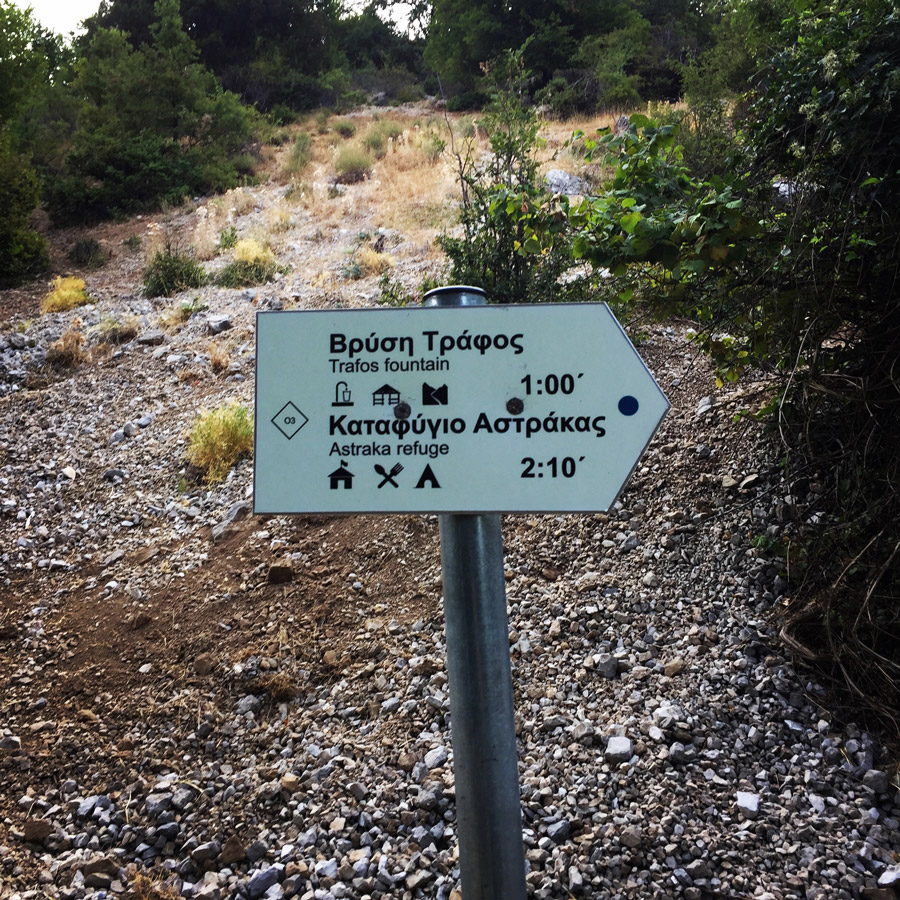 Βρύση Τράφος
Trafos fountain
1:00΄
O3
Καταφύγιο Αστράκας
Astraka refuge
2:10΄